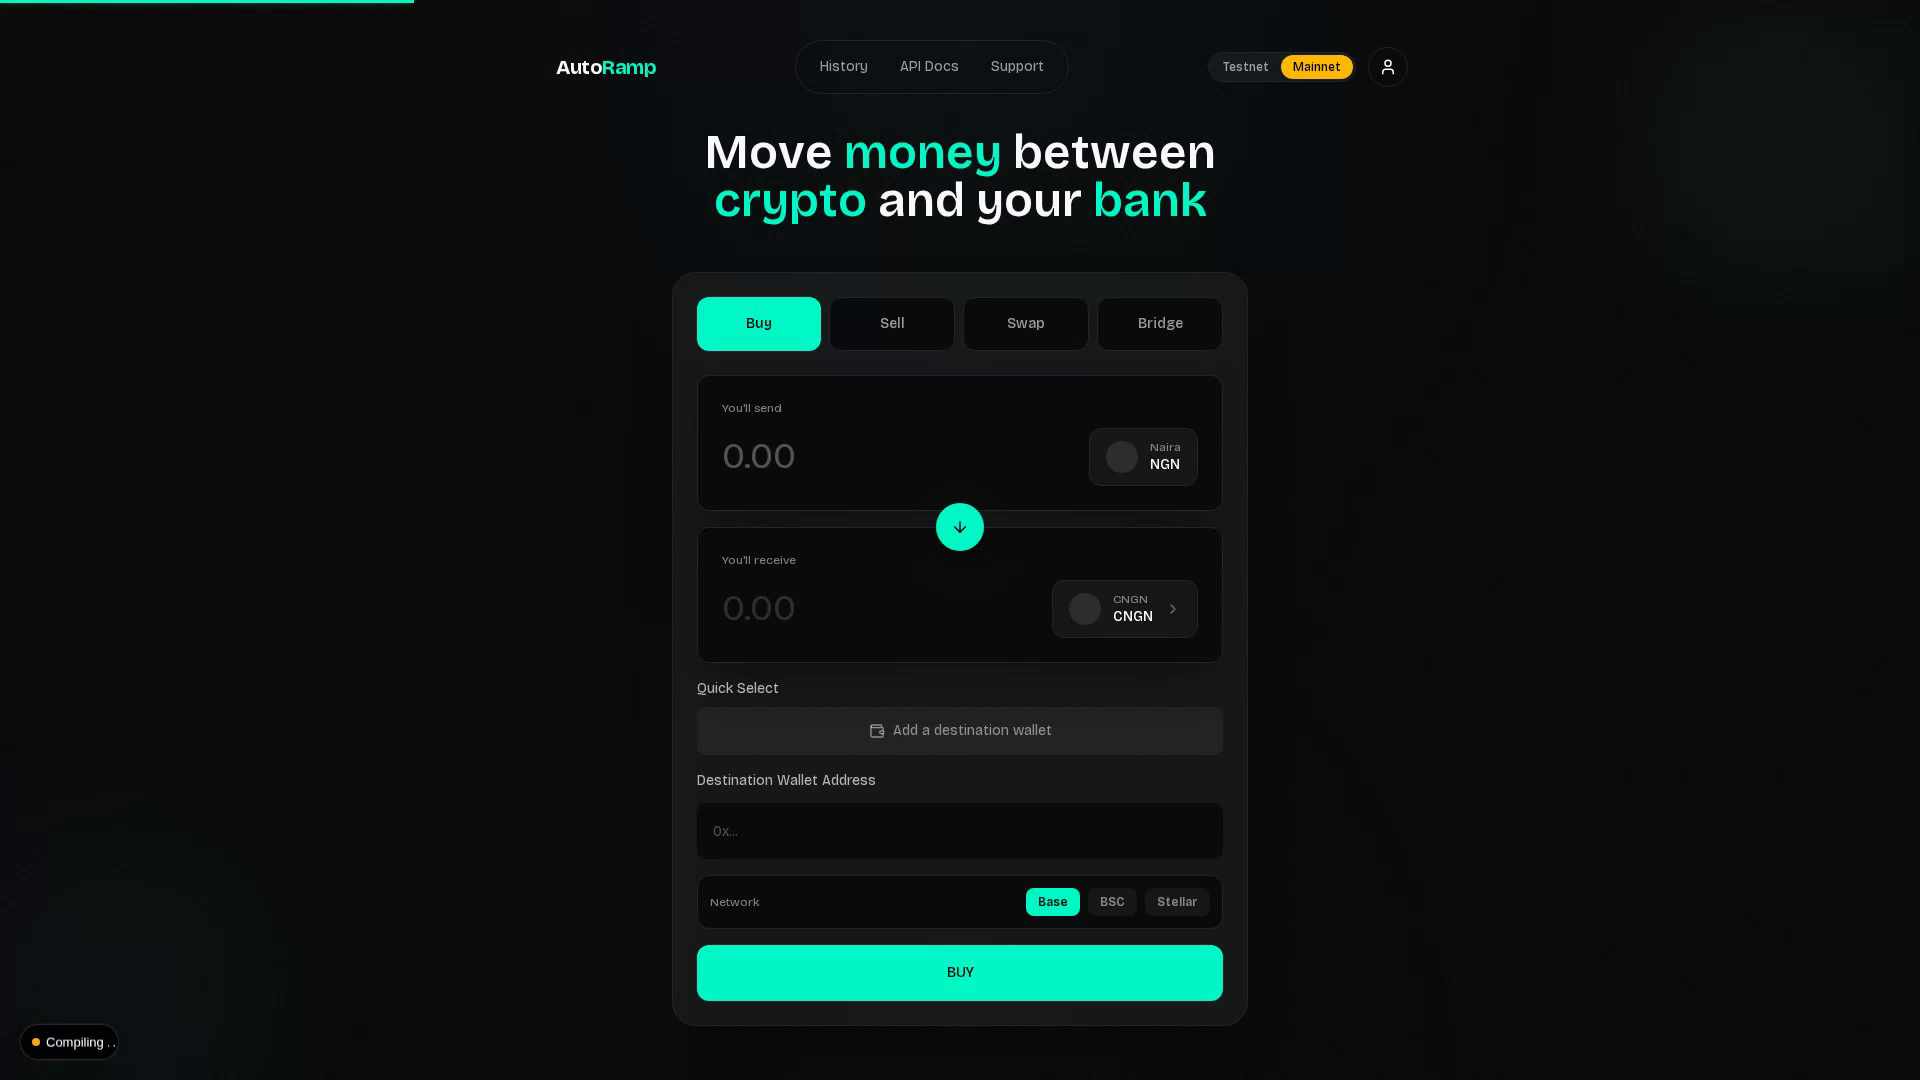 AutoRamp
History API Docs Support
Testnet Mainnet
Move money between
crypto and your bank
Buy Sell Swap Bridge
You'll send
0.00
Naira
NGN
You'll receive
0.00
CNGN
CNGN
Quick Select
Add a destination wallet
Destination Wallet Address
0x...
Network
Base BSC Stellar
BUY
Compiling . .